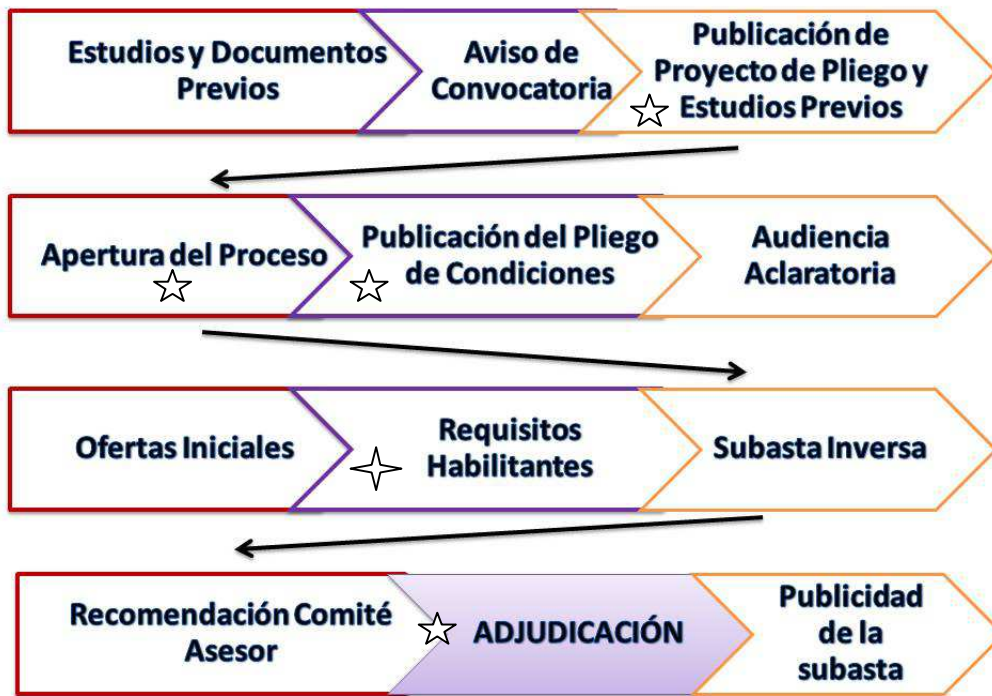 Estudios y Documentos
Previos
Aviso de
Convocatoria
Publicación de
Proyecto de Pliego y
Estudios Previos
Apertura del Proceso
Publicación del Pliego
de Condiciones
Audiencia
Aclaratoria
Ofertas Iniciales
Requisitos
Habilitantes
Subasta Inversa
Recomendación Comité
Asesor
ADJUDICACIÓN
Publicidad
de la
subasta